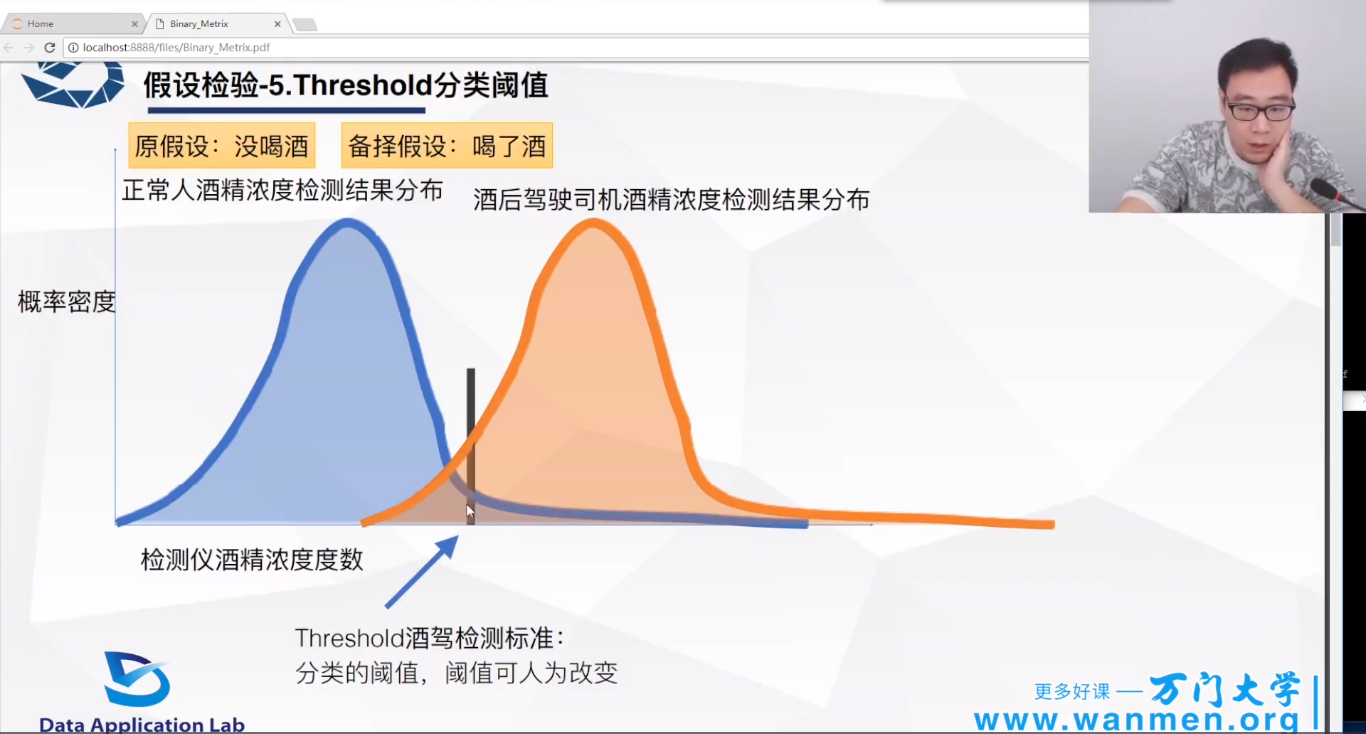 Home
Binary_Metrix
localhost:8888/files/Binary_Metrix.pdf
假设检验-5.Threshold分类阈值
原假设：没喝酒
备择假设：喝了酒
正常人酒精浓度检测结果分布
酒后驾驶司机酒精浓度检测结果分布
概率密度
检测仪酒精浓度度数
Threshold酒驾检测标准：
分类的阈值，阈值可人为改变
Data Application Lab
更多好课 — 万门大学
www.wanmen.org